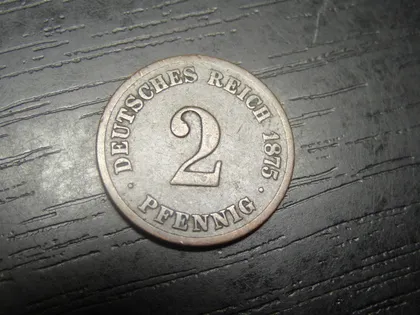 DEUTSCHES REICH 1875
2
· PFENNIG ·